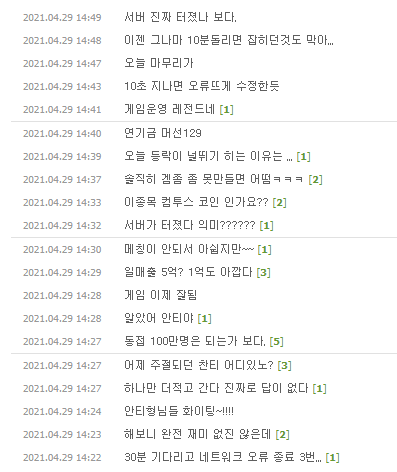 2021.04.29 14:49 서버 진짜 터졌나 보다.
2021.04.29 14:48 이젠 그나마 10분돌리면 잡히던것도 막아...
2021.04.29 14:47 오늘 마무리가
2021.04.29 14:43 10초 지나면 오류뜨게 수정한듯
2021.04.29 14:41 게임운영 레전드네 [1]
2021.04.29 14:40 연기금 머선129
2021.04.29 14:39 오늘 등락이 널뛰기 히는 이유는 ... [1]
2021.04.29 14:37 솔직히 겜좀 좀 못만들면 어떰ㅋㅋㅋ [2]
2021.04.29 14:33 이종목 컴투스 코인 인가요?? [2]
2021.04.29 14:32 서버가 터졌다 의미?????? [1]
2021.04.29 14:30 메칭이 안되서 아쉽지만~~ [1]
2021.04.29 14:29 일매출 5억? 1억도 아깝다 [3]
2021.04.29 14:28 게임 이제 잘됨
2021.04.29 14:28 알았어 안티야 [1]
2021.04.29 14:27 동접 100만명은 되는가 보다. [5]
2021.04.29 14:27 어제 주절되던 찬티 어디있노? [3]
2021.04.29 14:27 하나만 더적고 간다 진짜로 답이 없다 [1]
2021.04.29 14:24 안티형님들 화이팅~!!!!
2021.04.29 14:23 해보니 완전 재미 없진 않은데 [2]
2021.04.29 14:22 30분 기다리고 네트워크 오류 종료 3번... [1]